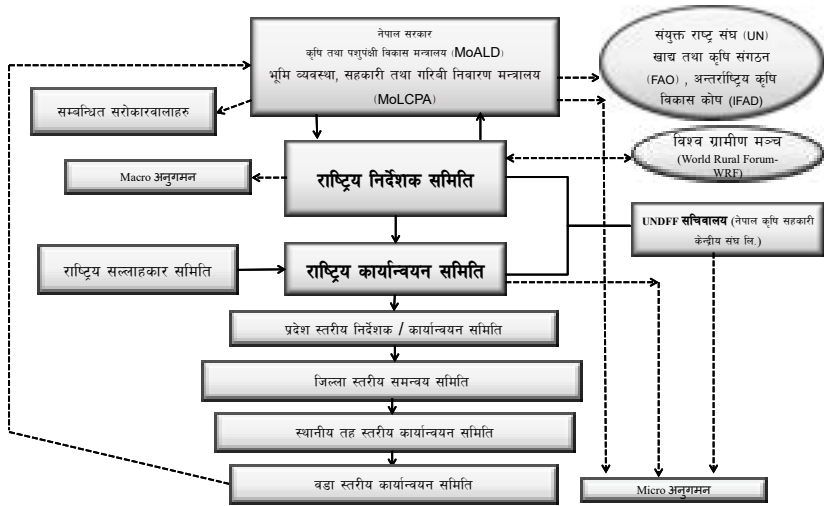 नेपाल सरकार
कृषि तथा पशुपंक्षी विकास मन्त्रालय (MoALD)
भूमि व्यवस्था, सहकारी तथा गरिवी निवारण मन्त्रालय
(MoLCPA)
संयुक्त राष्ट्र संघ (UN)
खाद्य तथा कृषि संगठन
(FAO) , अन्तर्राष्ट्रिय कृषि
विकास कोष (IFAD)
सम्बन्धित सरोकारवालाहरु
विश्व ग्रामीण मञ्च
(World Rural Forum-
WRF)
Macro अनुगमन
राष्ट्रिय निर्देशक समिति
UNDFF सचिवालय (नेपाल कृषि सहकारी
केन्द्रीय संघ लि.)
राष्ट्रिय सल्लाहकार समिति
राष्ट्रिय कार्यान्वयन समिति
प्रदेश स्तरीय निर्देशक / कार्यान्वयन समिति
जिल्ला स्तरीय समन्वय समिति
स्थानीय तह स्तरीय कार्यान्वयन समिति
वडा स्तरीय कार्यान्वयन समिति
Micro अनुगमन